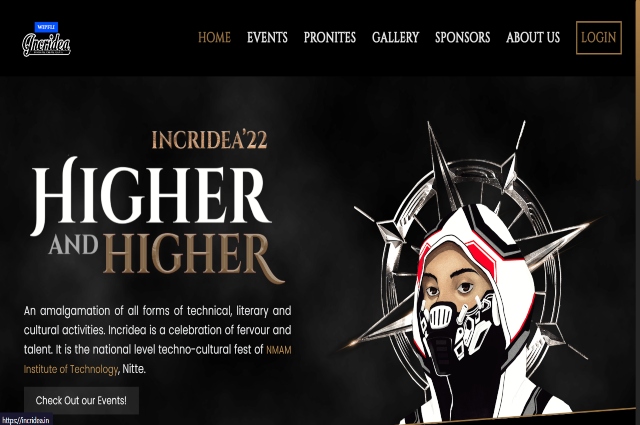 WIPTLI
Incridea
HOME EVENTS PRONITES GALLERY SPONSORS ABOUT US LOGIN
INCRIDEA'22
HIGHER
AND HIGHER
An amalgamation of all forms of technical, literary and
cultural activities. Incridea is a celebration of fervour and
talent. It is the national level techno-cultural fest of NMAM
Institute of Technology, Nitte.
Check Out our Events!
https://incridea.in